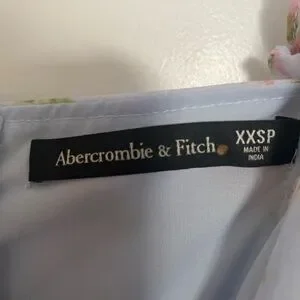 Abercrombie & Fitch
XXSP
MADE IN
INDIA